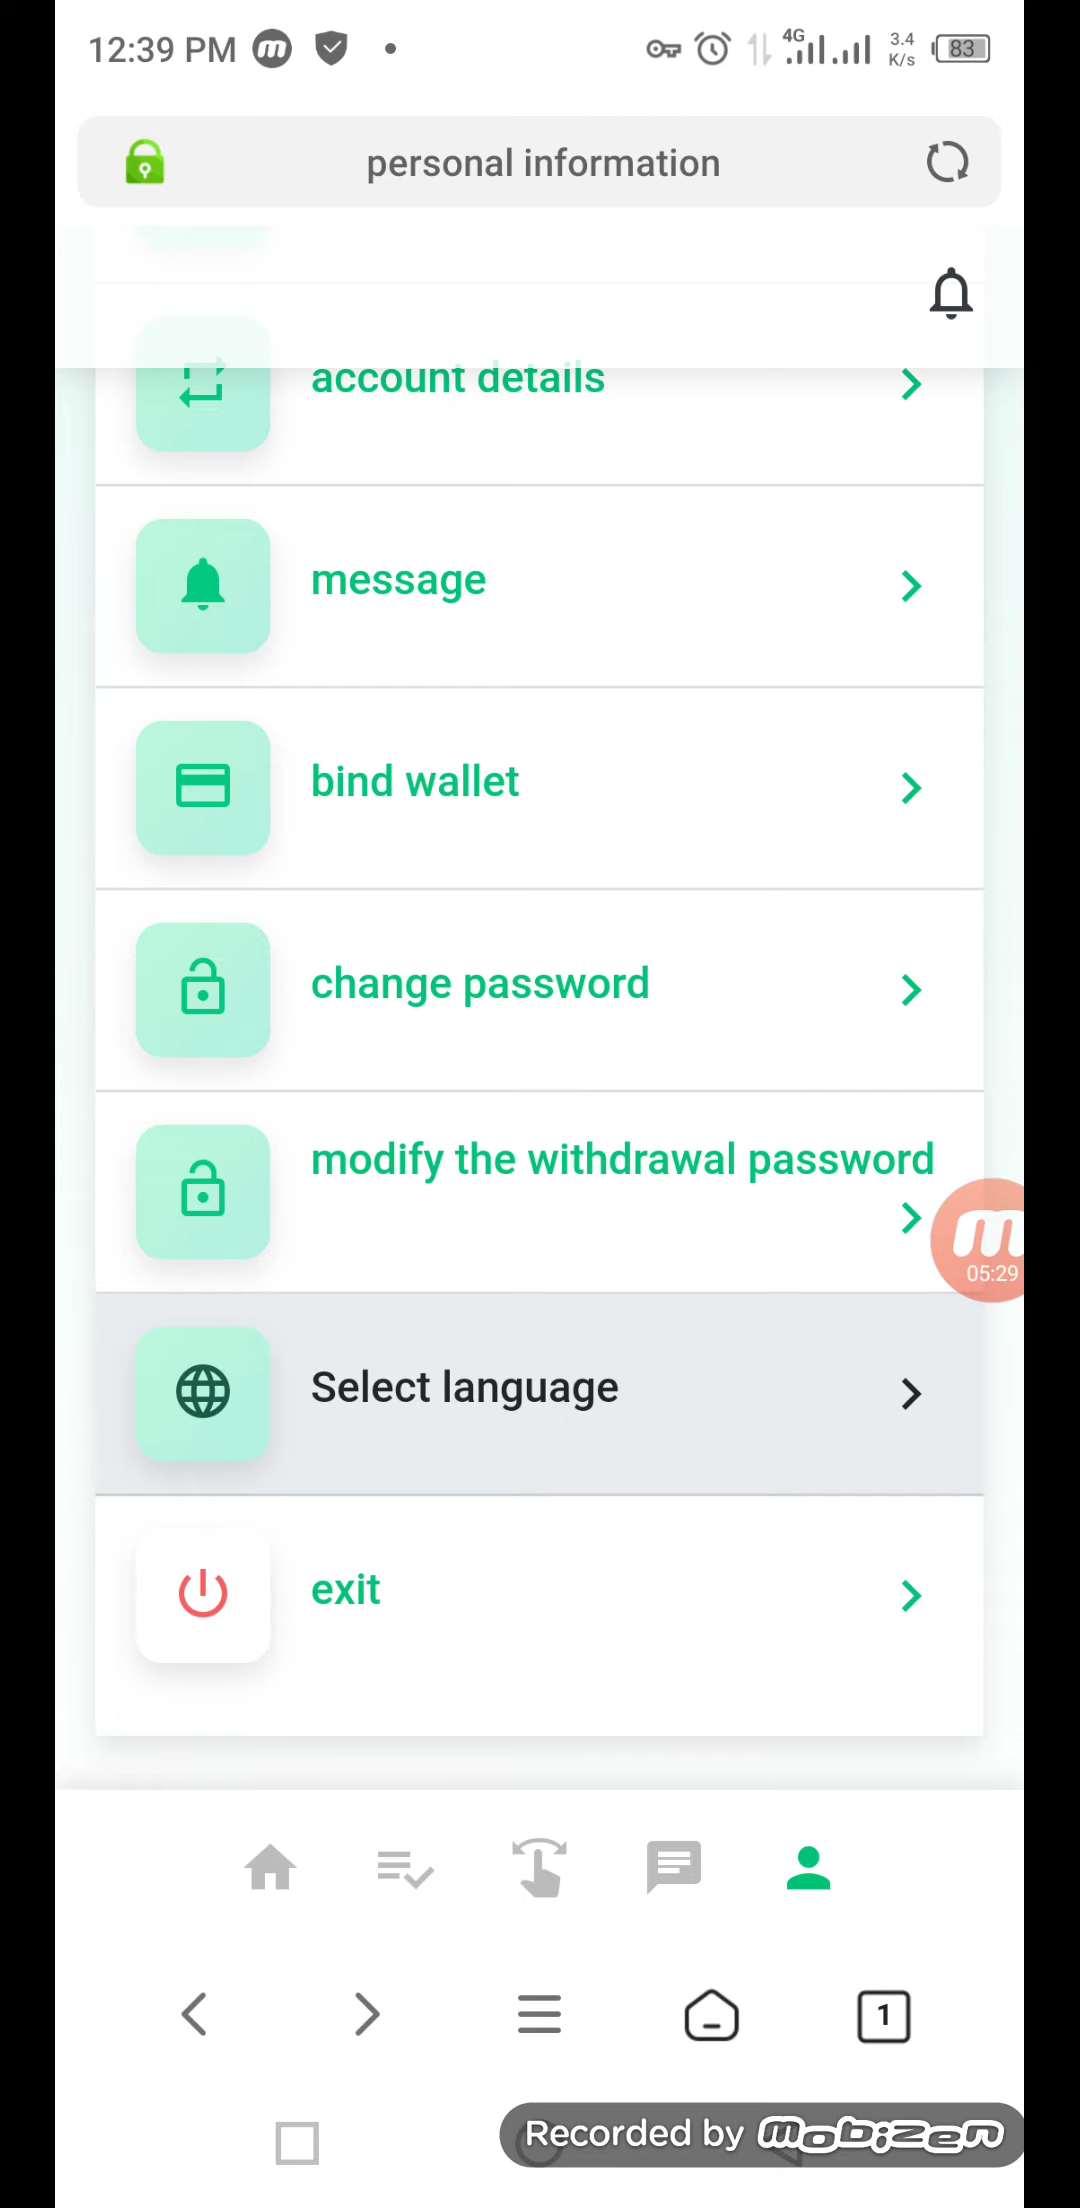 12:39 PM
4G
3.4
K/s
83
personal information
account details
message
bind wallet
change password
modify the withdrawal password
05:29
Select language
exit
1
Recorded by mobizen